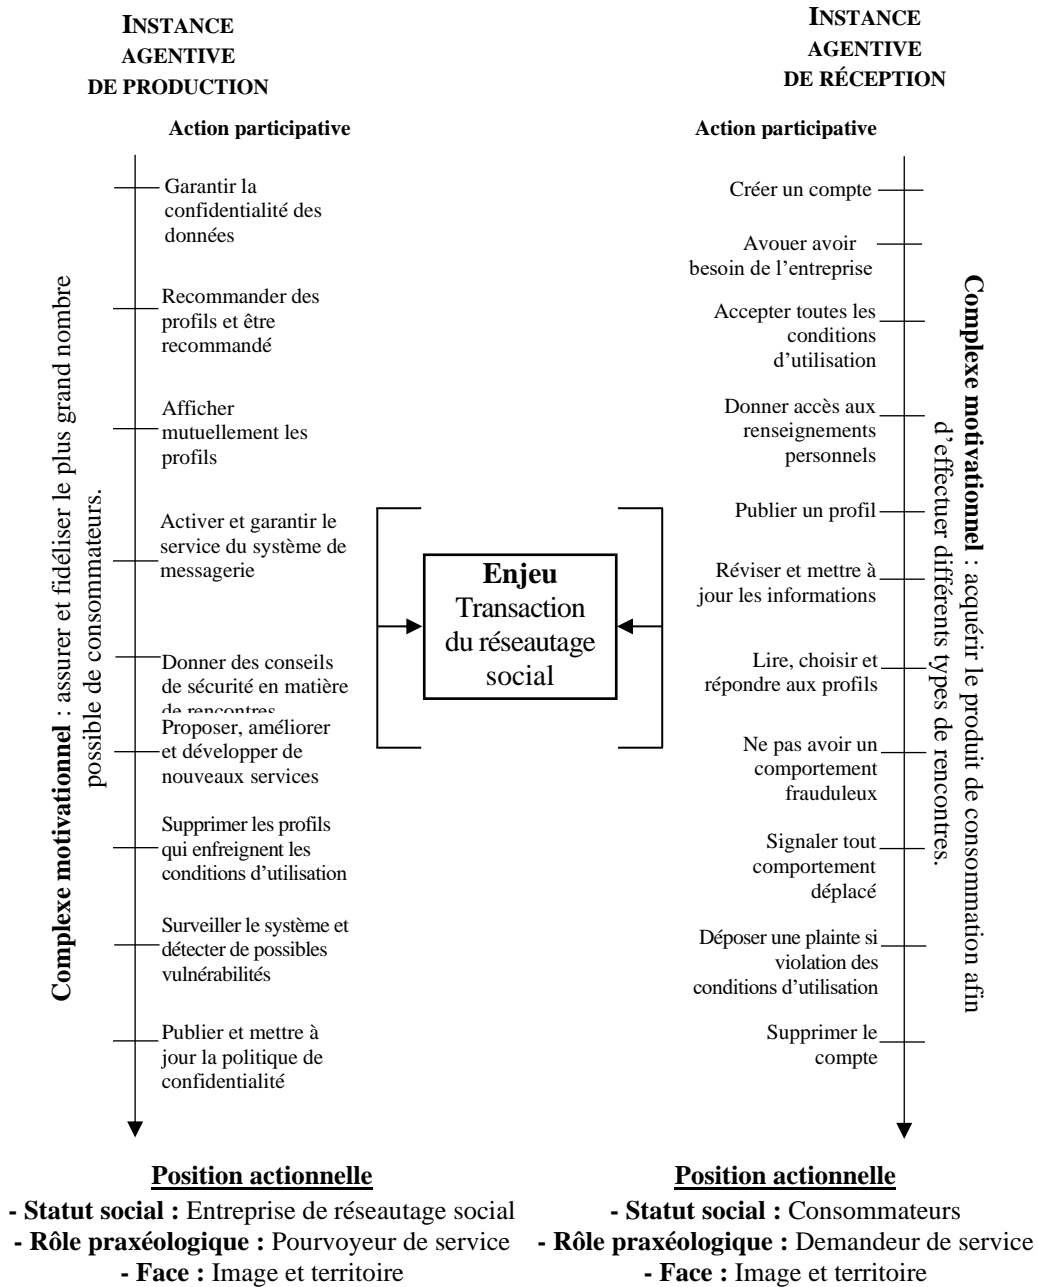 INSTANCE
AGENTIVE
DE PRODUCTION
Action participative
Garantir la
confidentialité des
données
Recommander des
profils et être
recommandé
Afficher
mutuellement les
profils
Activer et garantir le
service du système de
messagerie
Donner des conseils
de sécurité en matière
de rencontres
Proposer, améliorer
et développer de
nouveaux services
Supprimer les profils
qui enfreignent les
conditions d’utilisation
Surveiller le système et
détecter de possibles
vulnérabilités
Publier et mettre à
jour la politique de
confidentialité
Complexe motivationnel : assurer et fidéliser le plus grand nombre
possible de consommateurs.
Enjeu
Transaction
du réseautage
social
INSTANCE
AGENTIVE
DE RÉCEPTION
Action participative
Créer un compte
Avouer avoir
besoin de l’entreprise
Accepter toutes les
conditions
d’utilisation
Donner accès aux
renseignements
personnels
Publier un profil
Réviser et mettre à
jour les informations
Lire, choisir et
répondre aux profils
Ne pas avoir un
comportement
frauduleux
Signaler tout
comportement
déplacé
Déposer une plainte si
violation des
conditions d’utilisation
Supprimer le
compte
Complexe motivationnel : acquérir le produit de consommation afin
d’effectuer différents types de rencontres.
Position actionnelle
- Statut social : Entreprise de réseautage social
- Rôle praxéologique : Pourvoyeur de service
- Face : Image et territoire
Position actionnelle
- Statut social : Consommateurs
- Rôle praxéologique : Demandeur de service
- Face : Image et territoire